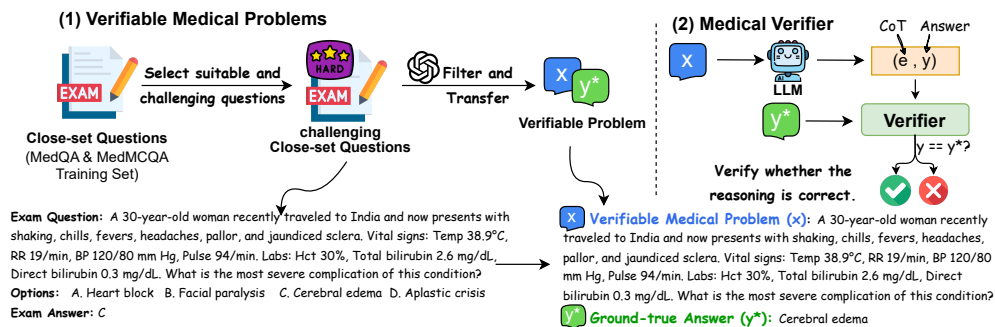 (1) Verifiable Medical Problems
EXAM
Close-set Questions
(MedQA & MedMCQA
Training Set)
Select suitable and
challenging questions
HARD
EXAM
challenging
Close-set Questions
Filter and
Transfer
x
y*
Verifiable Problem
(2) Medical Verifier
CoT Answer
x
LLM
(e , y)
y*
Verifier
y == y*?
Verify whether the
reasoning is correct.
Exam Question: A 30-year-old woman recently traveled to India and now presents with
shaking, chills, fevers, headaches, pallor, and jaundiced sclera. Vital signs: Temp 38.9°C,
RR 19/min, BP 120/80 mm Hg, Pulse 94/min. Labs: Hct 30%, Total bilirubin 2.6 mg/dL,
Direct bilirubin 0.3 mg/dL. What is the most severe complication of this condition?
Options: A. Heart block B. Facial paralysis C. Cerebral edema D. Aplastic crisis
Exam Answer: C
x Verifiable Medical Problem (x): A 30-year-old woman recently
traveled to India and now presents with shaking, chills, fevers, headaches,
pallor, and jaundiced sclera. Vital signs: Temp 38.9°C, RR 19/min, BP 120/80
mm Hg, Pulse 94/min. Labs: Hct 30%, Total bilirubin 2.6 mg/dL, Direct
bilirubin 0.3 mg/dL. What is the most severe complication of this condition?
y* Ground-true Answer (y*): Cerebral edema